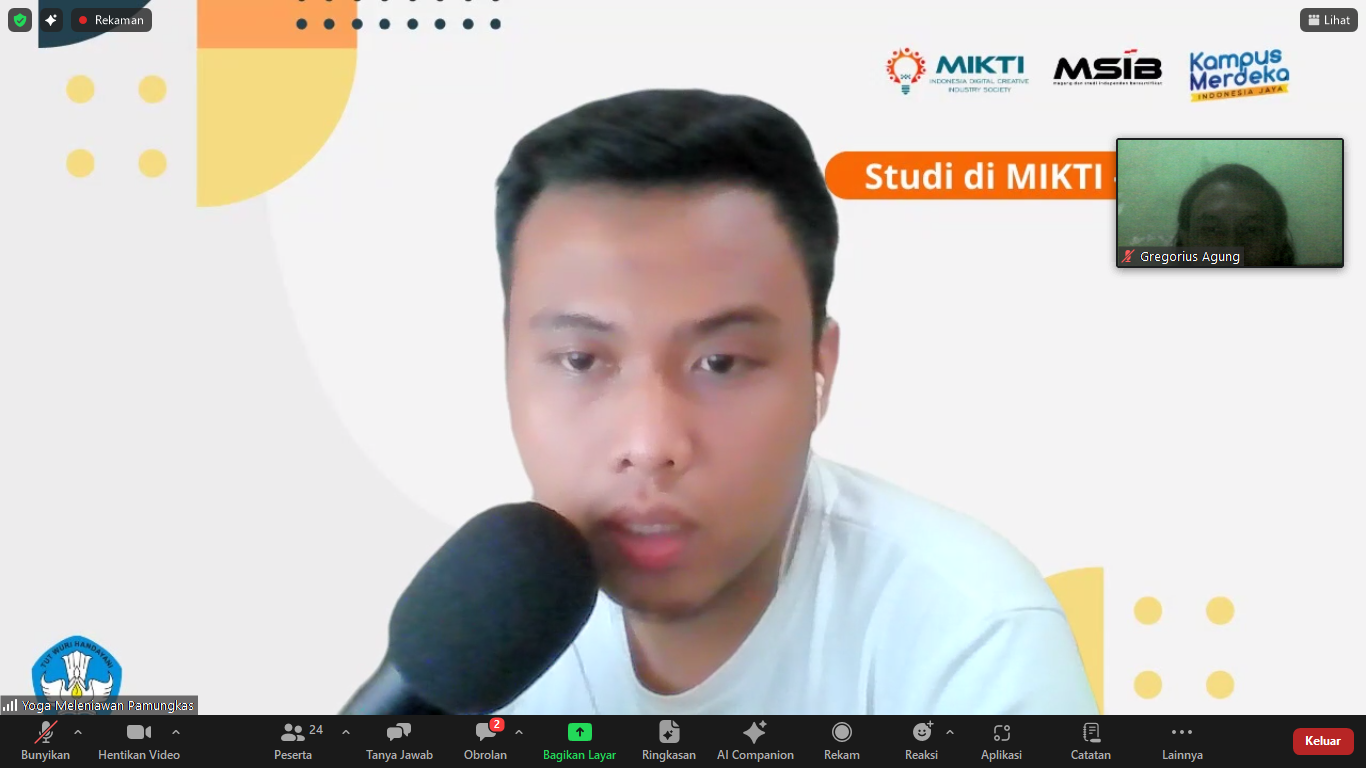 Rekaman
Lihat
MIKTI
INDONESIA DIGITAL CREATIVE
INDUSTRY SOCIETY
MSIB
magang dan studi independen bersertifikat
Kampus
Merdeka
INDONESIA JAYA
Studi di MIKTI
Gregorius Agung
TUT WURI HANDAYANI
Yoga Meleniawan Pamungkas
Bunyikan
Hentikan Video
24
Peserta
Tanya Jawab
2
Obrolan
Bagikan Layar
Ringkasan
AI Companion
Rekam
Reaksi
Aplikasi
Catatan
Lainnya
Keluar